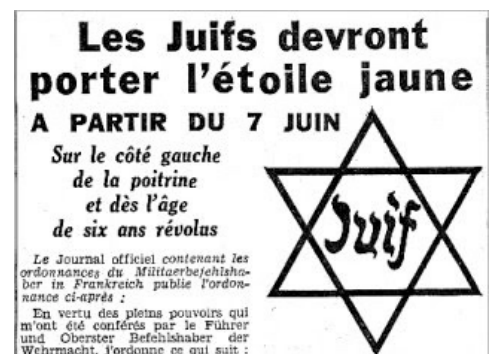 Les Juifs devront
porter l'étoile jaune
A PARTIR DU 7 JUIN
Sur le côté gauche
de la poitrine
et dès l'âge
de six ans révolus
Juif
Le Journal officiel contenant les
ordonnances du Militaerbefehlsha-
ber in Frankreich publie l'ordon-
nance ci-après :
En vertu des pleins pouvoirs qui
m'ont été conférés par le Führer
und Oberster Befehlshaber der
Wehrmacht, j'ordonne ce qui suit :